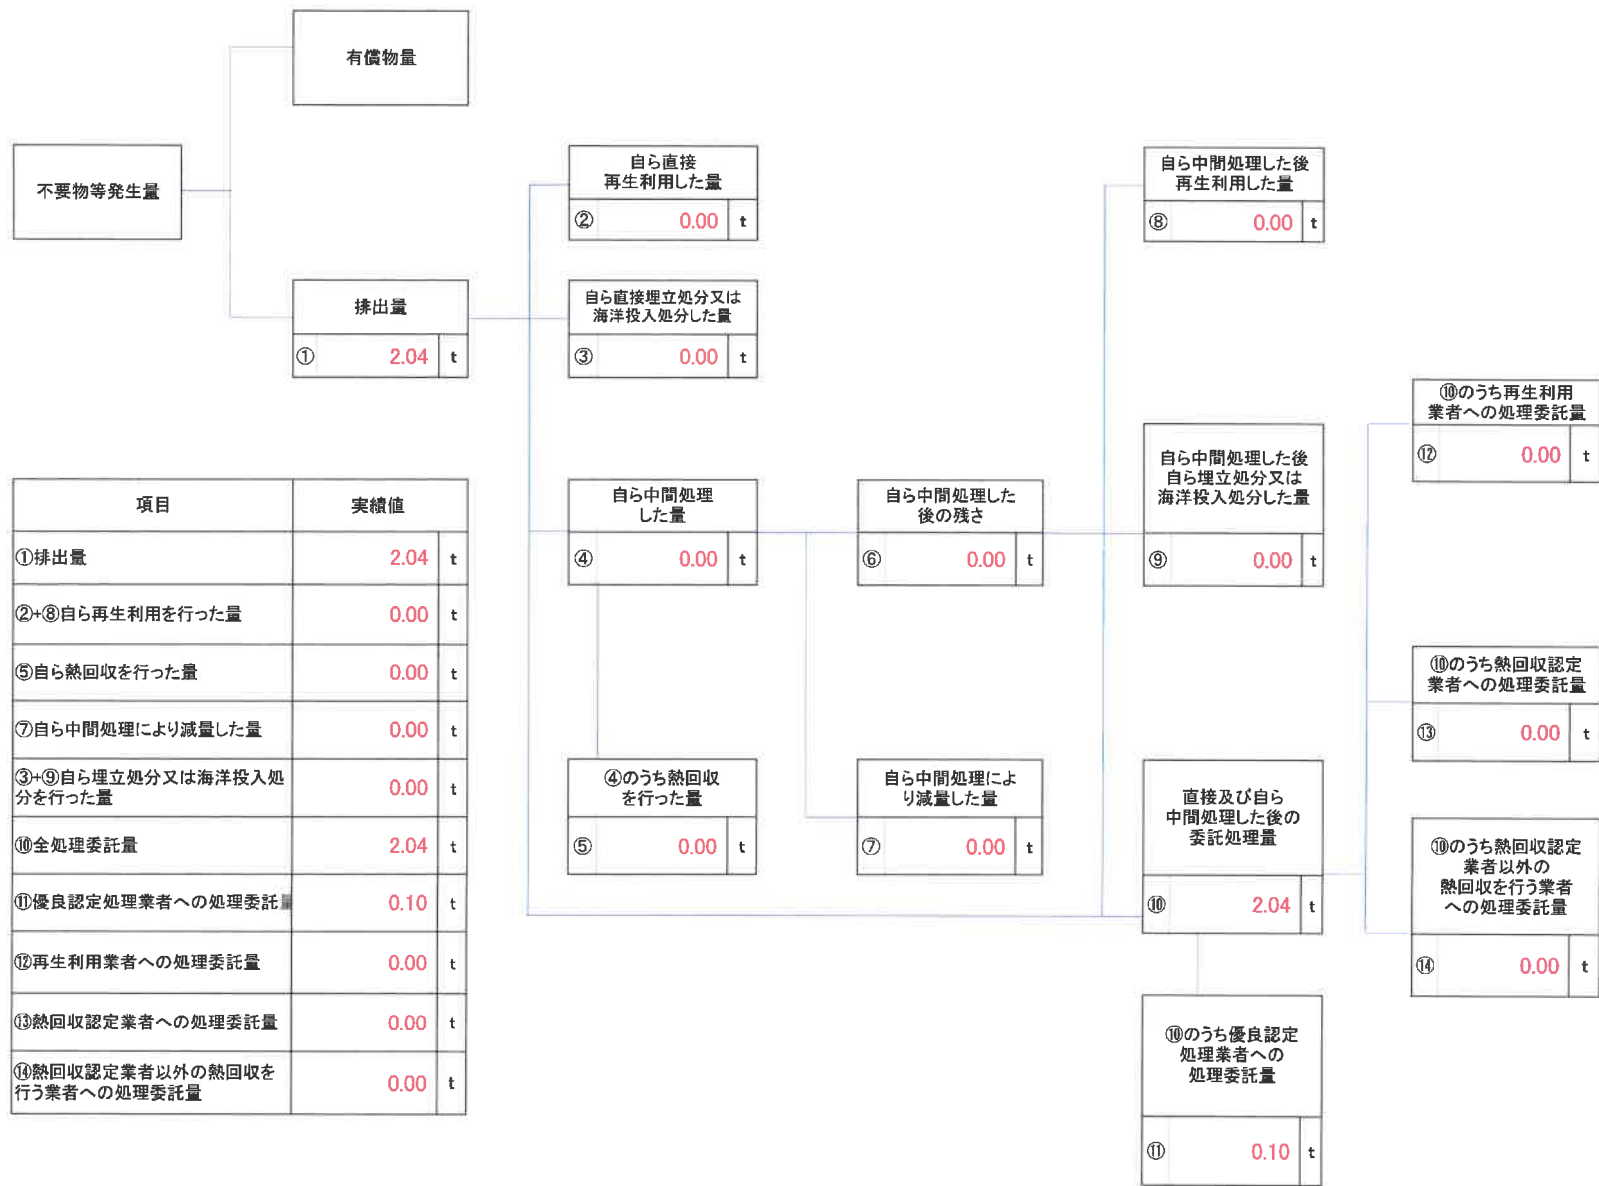 有償物量
不要物等発生量
排出量
① 2.04 t
自ら直接
再生利用した量
② 0.00 t
自ら直接埋立処分又は
海洋投入処分した量
③ 0.00 t
自ら中間処理
した量
④ 0.00 t
④のうち熱回収
を行った量
⑤ 0.00 t
自ら中間処理した
後の残さ
⑥ 0.00 t
自ら中間処理によ
り減量した量
⑦ 0.00 t
自ら中間処理した後
再生利用した量
⑧ 0.00 t
自ら中間処理した後
自ら埋立処分又は
海洋投入処分した量
⑨ 0.00 t
直接及び自ら
中間処理した後の
委託処理量
⑩ 2.04 t
⑩のうち優良認定
処理業者への
処理委託量
⑪ 0.10 t
⑩のうち再生利用
業者への処理委託量
⑫ 0.00 t
⑩のうち熱回収認定
業者への処理委託量
⑬ 0.00 t
⑩のうち熱回収認定
業者以外の
熱回収を行う業者
への処理委託量
⑭ 0.00 t
項目 実績値
①排出量 2.04 t
②+⑧自ら再生利用を行った量 0.00 t
⑤自ら熱回収を行った量 0.00 t
⑦自ら中間処理により減量した量 0.00 t
③+⑨自ら埋立処分又は海洋投入処
分を行った量 0.00 t
⑩全処理委託量 2.04 t
⑪優良認定処理業者への処理委託量 0.10 t
⑫再生利用業者への処理委託量 0.00 t
⑬熱回収認定業者への処理委託量 0.00 t
⑭熱回収認定業者以外の熱回収を
行う業者への処理委託量 0.00 t